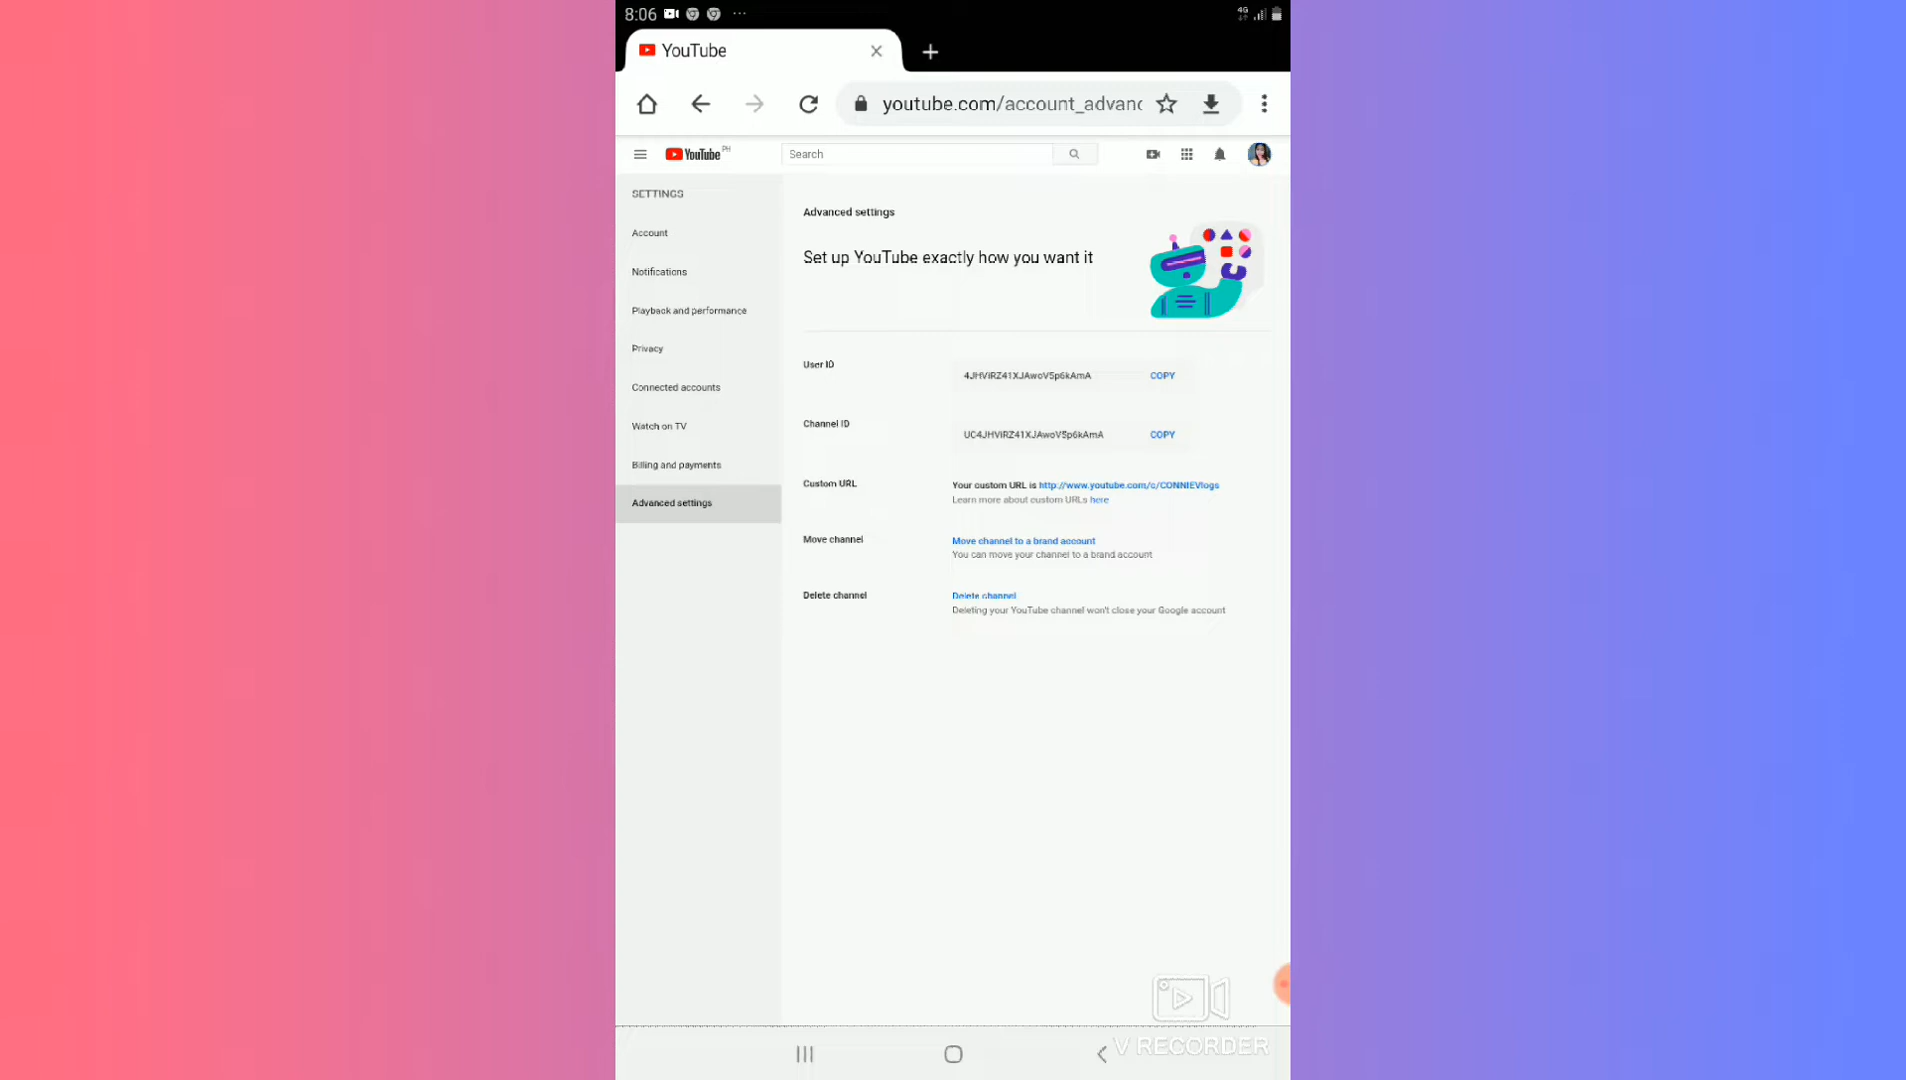 8:06
4G
YouTube
youtube.com/account_advanc
YouTube PH
Search
SETTINGS
Account
Notifications
Playback and performance
Privacy
Connected accounts
Watch on TV
Billing and payments
Advanced settings
Advanced settings
Set up YouTube exactly how you want it
User ID
4JHViRZ41XJAwoV5p6kAmA
COPY
Channel ID
UC4JHViRZ41XJAwoV5p6kAmA
COPY
Custom URL
Your custom URL is http://www.youtube.com/c/CONNIEVlogs
Learn more about custom URLs here
Move channel
Move channel to a brand account
You can move your channel to a brand account
Delete channel
Delete channel
Deleting your YouTube channel won't close your Google account
V RECORDER